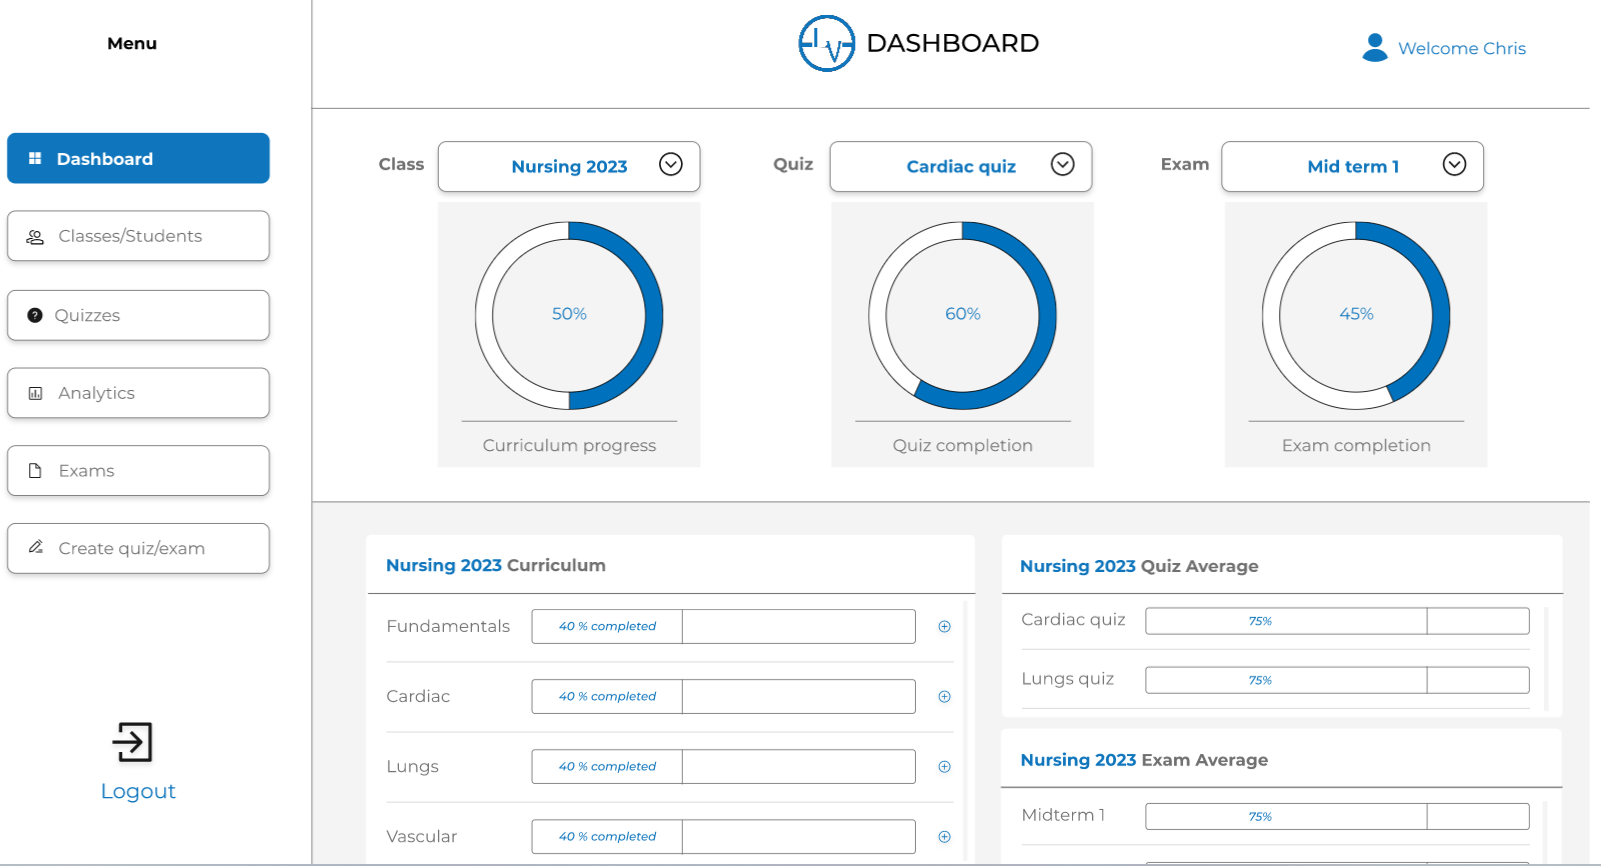 Menu
Dashboard
Classes/Students
Quizzes
Analytics
Exams
Create quiz/exam
Logout
LV DASHBOARD
Welcome Chris
Class Nursing 2023
Quiz Cardiac quiz
Exam Mid term 1
50%
Curriculum progress
60%
Quiz completion
45%
Exam completion
Nursing 2023 Curriculum
Fundamentals 40 % completed
Cardiac 40 % completed
Lungs 40 % completed
Vascular 40 % completed
Nursing 2023 Quiz Average
Cardiac quiz 75%
Lungs quiz 75%
Nursing 2023 Exam Average
Midterm 1 75%